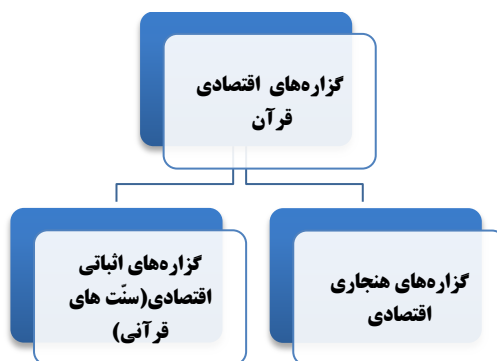 گزاره‌های اقتصادی
قرآن
گزاره‌های هنجاری
اقتصادی
گزاره‌های اثباتی
اقتصادی(سنّت های
قرآنی)